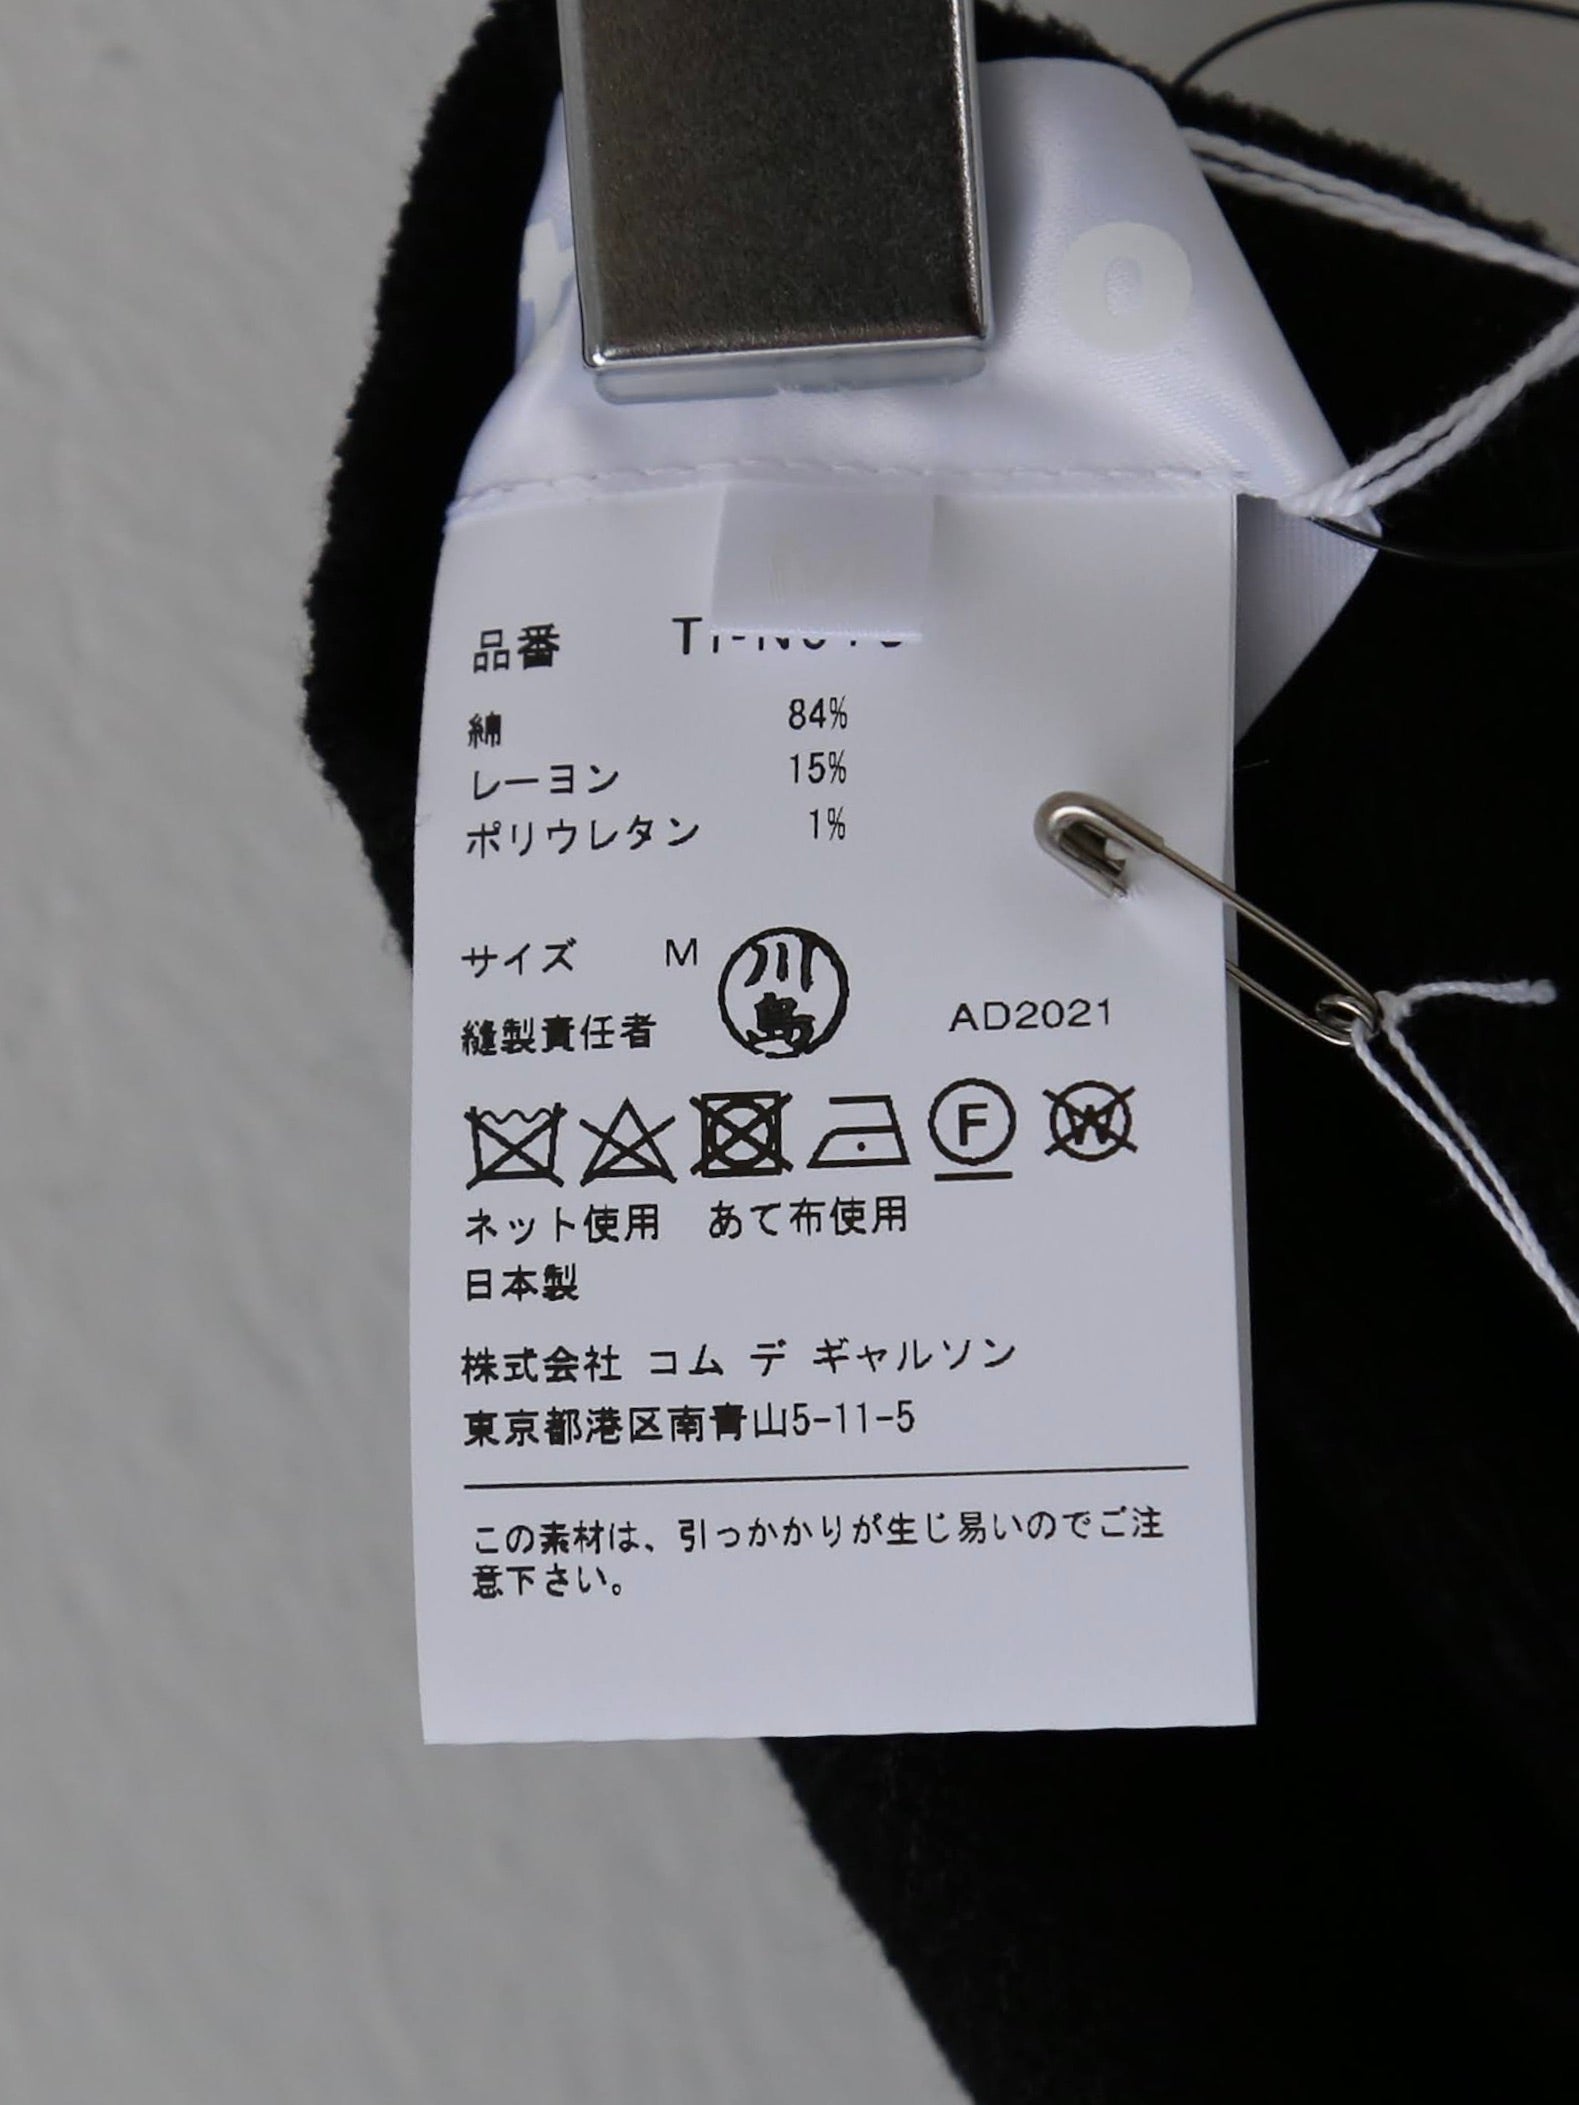 品番
綿 84%
レーヨン 15%
ポリウレタン 1%
サイズ M
川島
縫製責任者
AD2021
F W
ネット使用 あて布使用
日本製
株式会社 コム デ ギャルソン
東京都港区南青山5-11-5
この素材は、引っかかりが生じ易いのでご注
意下さい。